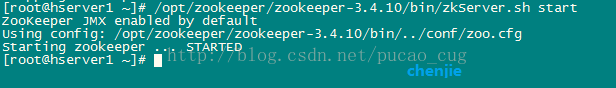 [root@hserver1 ~]# /opt/zookeeper/zookeeper-3.4.10/bin/zkServer.sh start
ZooKeeper JMX enabled by default
Using config: /opt/zookeeper/zookeeper-3.4.10/bin/../conf/zoo.cfg
Starting zookeeper ... STARTED
[root@hserver1 ~]#
http://blog.csdn.net/pucao_cug
chenjie